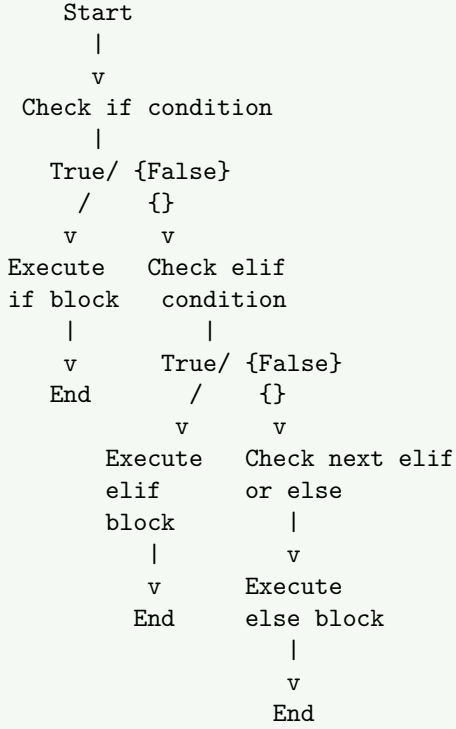 Start
      |
      v
 Check if condition
      |
   True/ {False}
     /    {}
    v      v
Execute   Check elif
if block   condition
    |         |
    v      True/ {False}
   End       /    {}
            v      v
       Execute   Check next elif
       elif      or else
       block        |
          |         v
          v      Execute
         End     else block
                    |
                    v
                   End